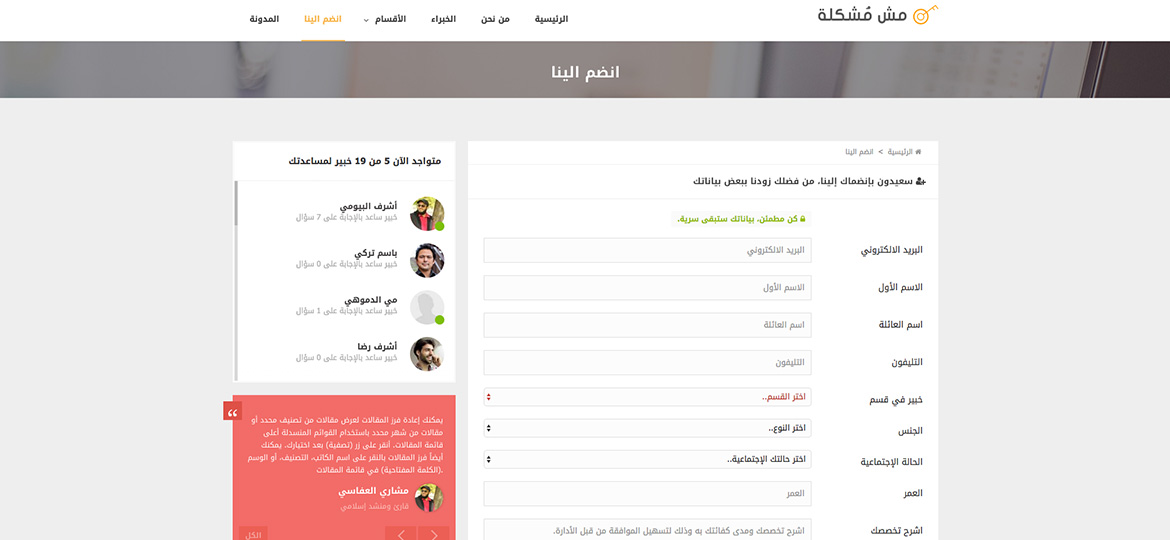 مش مُشكلة
الرئيسية
من نحن
الخبراء
الأقسام
انضم الينا
المدونة
انضم الينا
الرئيسية > انضم الينا
سعيدون بإنضماك إلينا، من فضلك زودنا ببعض بياناتك
كن مطمئن، بياناتك ستبقى سرية.
البريد الالكتروني
البريد الالكتروني
الاسم الأول
الاسم الأول
اسم العائلة
اسم العائلة
التليفون
التليفون
خبير في قسم
اختر القسم..
الجنس
اختر النوع..
الحالة الإجتماعية
اختر حالتك الإجتماعية..
العمر
العمر
اشرح تخصصك
اشرح تخصصك ومدى كفائتك به وذلك لتسهيل الموافقة من قبل الأدارة.
متواجد الآن 5 من 19 خبير لمساعدتك
أشرف البيومي
خبير ساعد بالإجابة على 7 سؤال
باسم تركي
خبير ساعد بالإجابة على 0 سؤال
مي الدموهي
خبير ساعد بالإجابة على 1 سؤال
أشرف رضا
خبير ساعد بالإجابة على 0 سؤال
يمكنك إعادة فرز المقالات لعرض مقالات من تصنيف محدد أو
مقالات من شهر محدد باستخدام القوائم المنسدلة أعلى
قائمة المقالات. أنقر على زر (تصفية) بعد اختيارك. يمكنك
أيضاً فرز المقالات بالنقر على اسم الكاتب، التصنيف، أو الوسم
(الكلمة المفتاحية) في قائمة المقالات.
مشاري العفاسي
قارئ ومنشد إسلامي
الكل